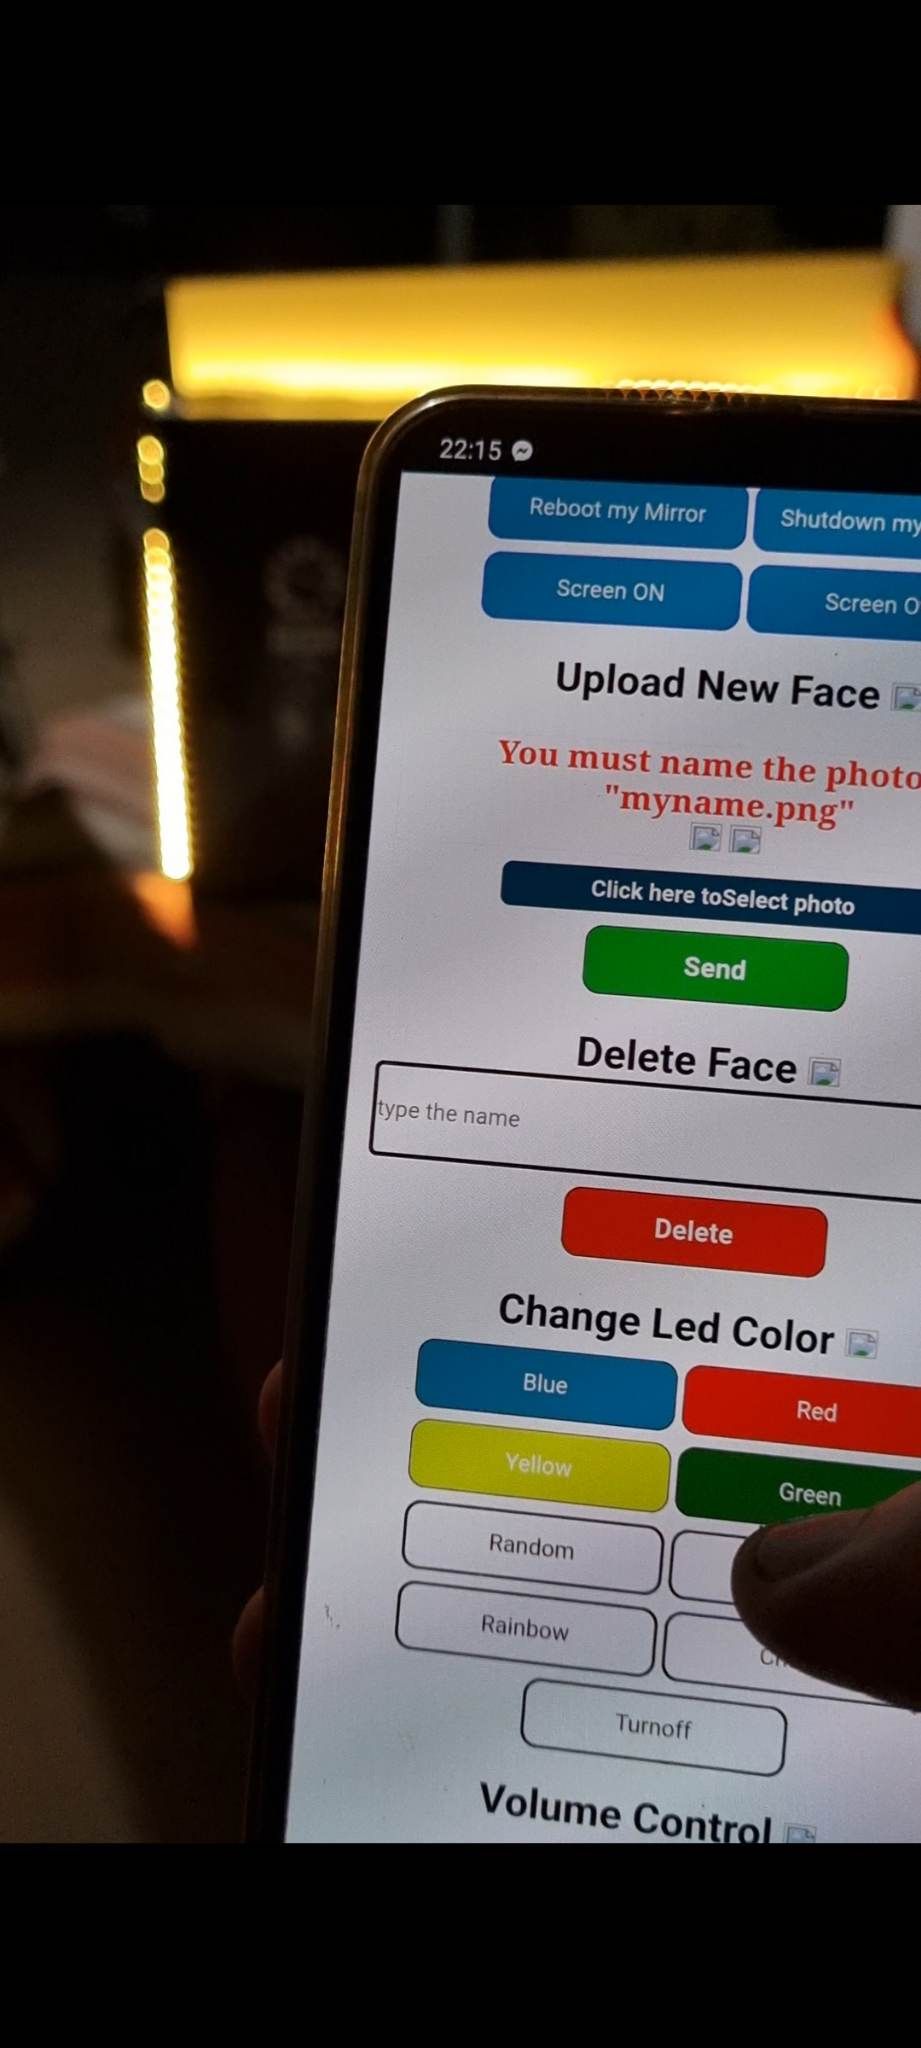 22:15
Reboot my Mirror
Shutdown my
Screen ON
Screen
Upload New Face
You must name the photo
"myname.png"
Click here toSelect photo
Send
Delete Face
type the name
Delete
Change Led Color
Blue
Red
Yellow
Green
Random
Rainbow
Turnoff
Volume Control